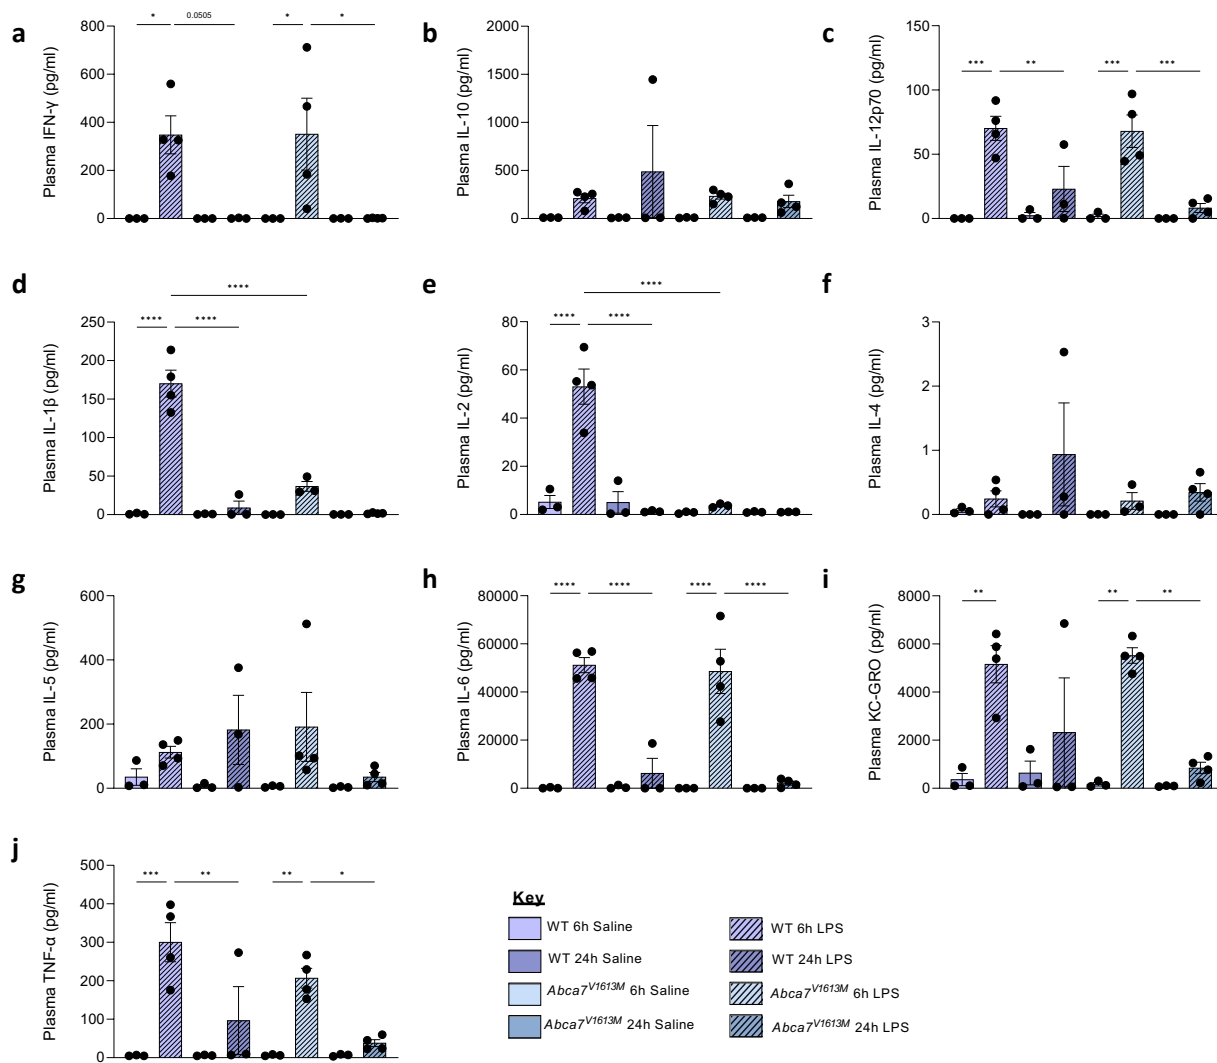 a
* 0.0505 * *
Plasma IFN-γ (pg/ml)
800
600
400
200
0
b
Plasma IL-10 (pg/ml)
2000
1500
1000
500
0
c
*** ** *** ***
Plasma IL-12p70 (pg/ml)
150
100
50
0
d
****
**** ****
Plasma IL-1β (pg/ml)
250
200
150
100
50
0
e
****
**** ****
Plasma IL-2 (pg/ml)
80
60
40
20
0
f
Plasma IL-4 (pg/ml)
3
2
1
0
g
Plasma IL-5 (pg/ml)
600
400
200
0
h
**** **** **** ****
Plasma IL-6 (pg/ml)
80000
60000
40000
20000
0
i
** ** **
Plasma KC-GRO (pg/ml)
8000
6000
4000
2000
0
j
*** ** ** *
Plasma TNF-α (pg/ml)
500
400
300
200
100
0
Key
WT 6h Saline
WT 6h LPS
WT 24h Saline
WT 24h LPS
Abca7V1613M 6h Saline
Abca7V1613M 6h LPS
Abca7V1613M 24h Saline
Abca7V1613M 24h LPS